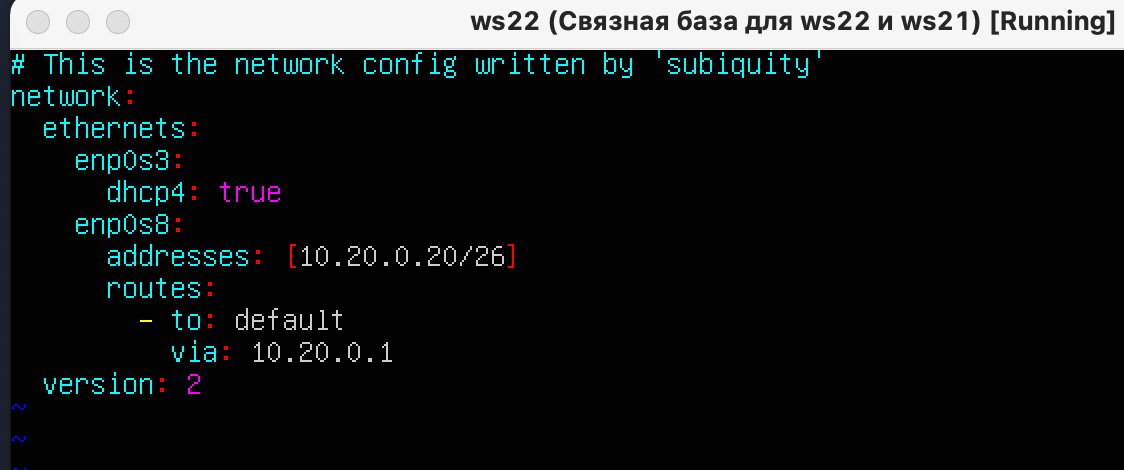 ws22 (Связная база для ws22 и ws21) [Running]
# This is the network config written by 'subiquity'
network:
  ethernets:
    enp0s3:
      dhcp4: true
    enp0s8:
      addresses: [10.20.0.20/26]
      routes:
        - to: default
          via: 10.20.0.1
  version: 2
~
~
~